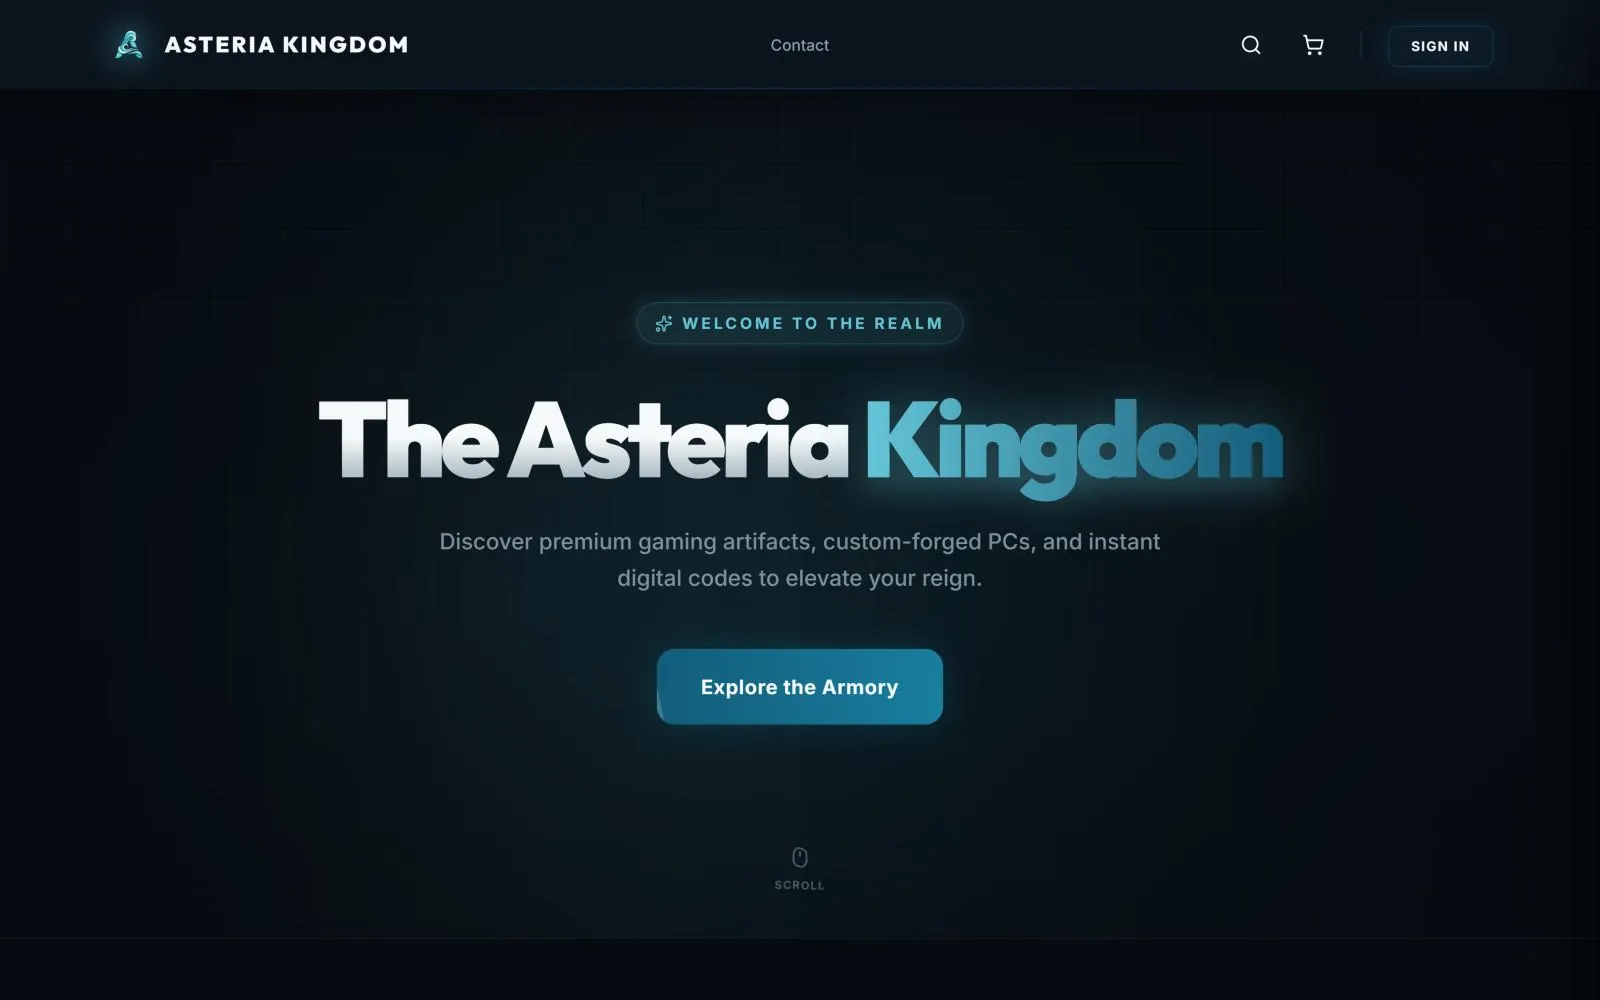 ASTERIA KINGDOM
Contact
SIGN IN
WELCOME TO THE REALM
The Asteria Kingdom
Discover premium gaming artifacts, custom-forged PCs, and instant
digital codes to elevate your reign.
Explore the Armory
SCROLL